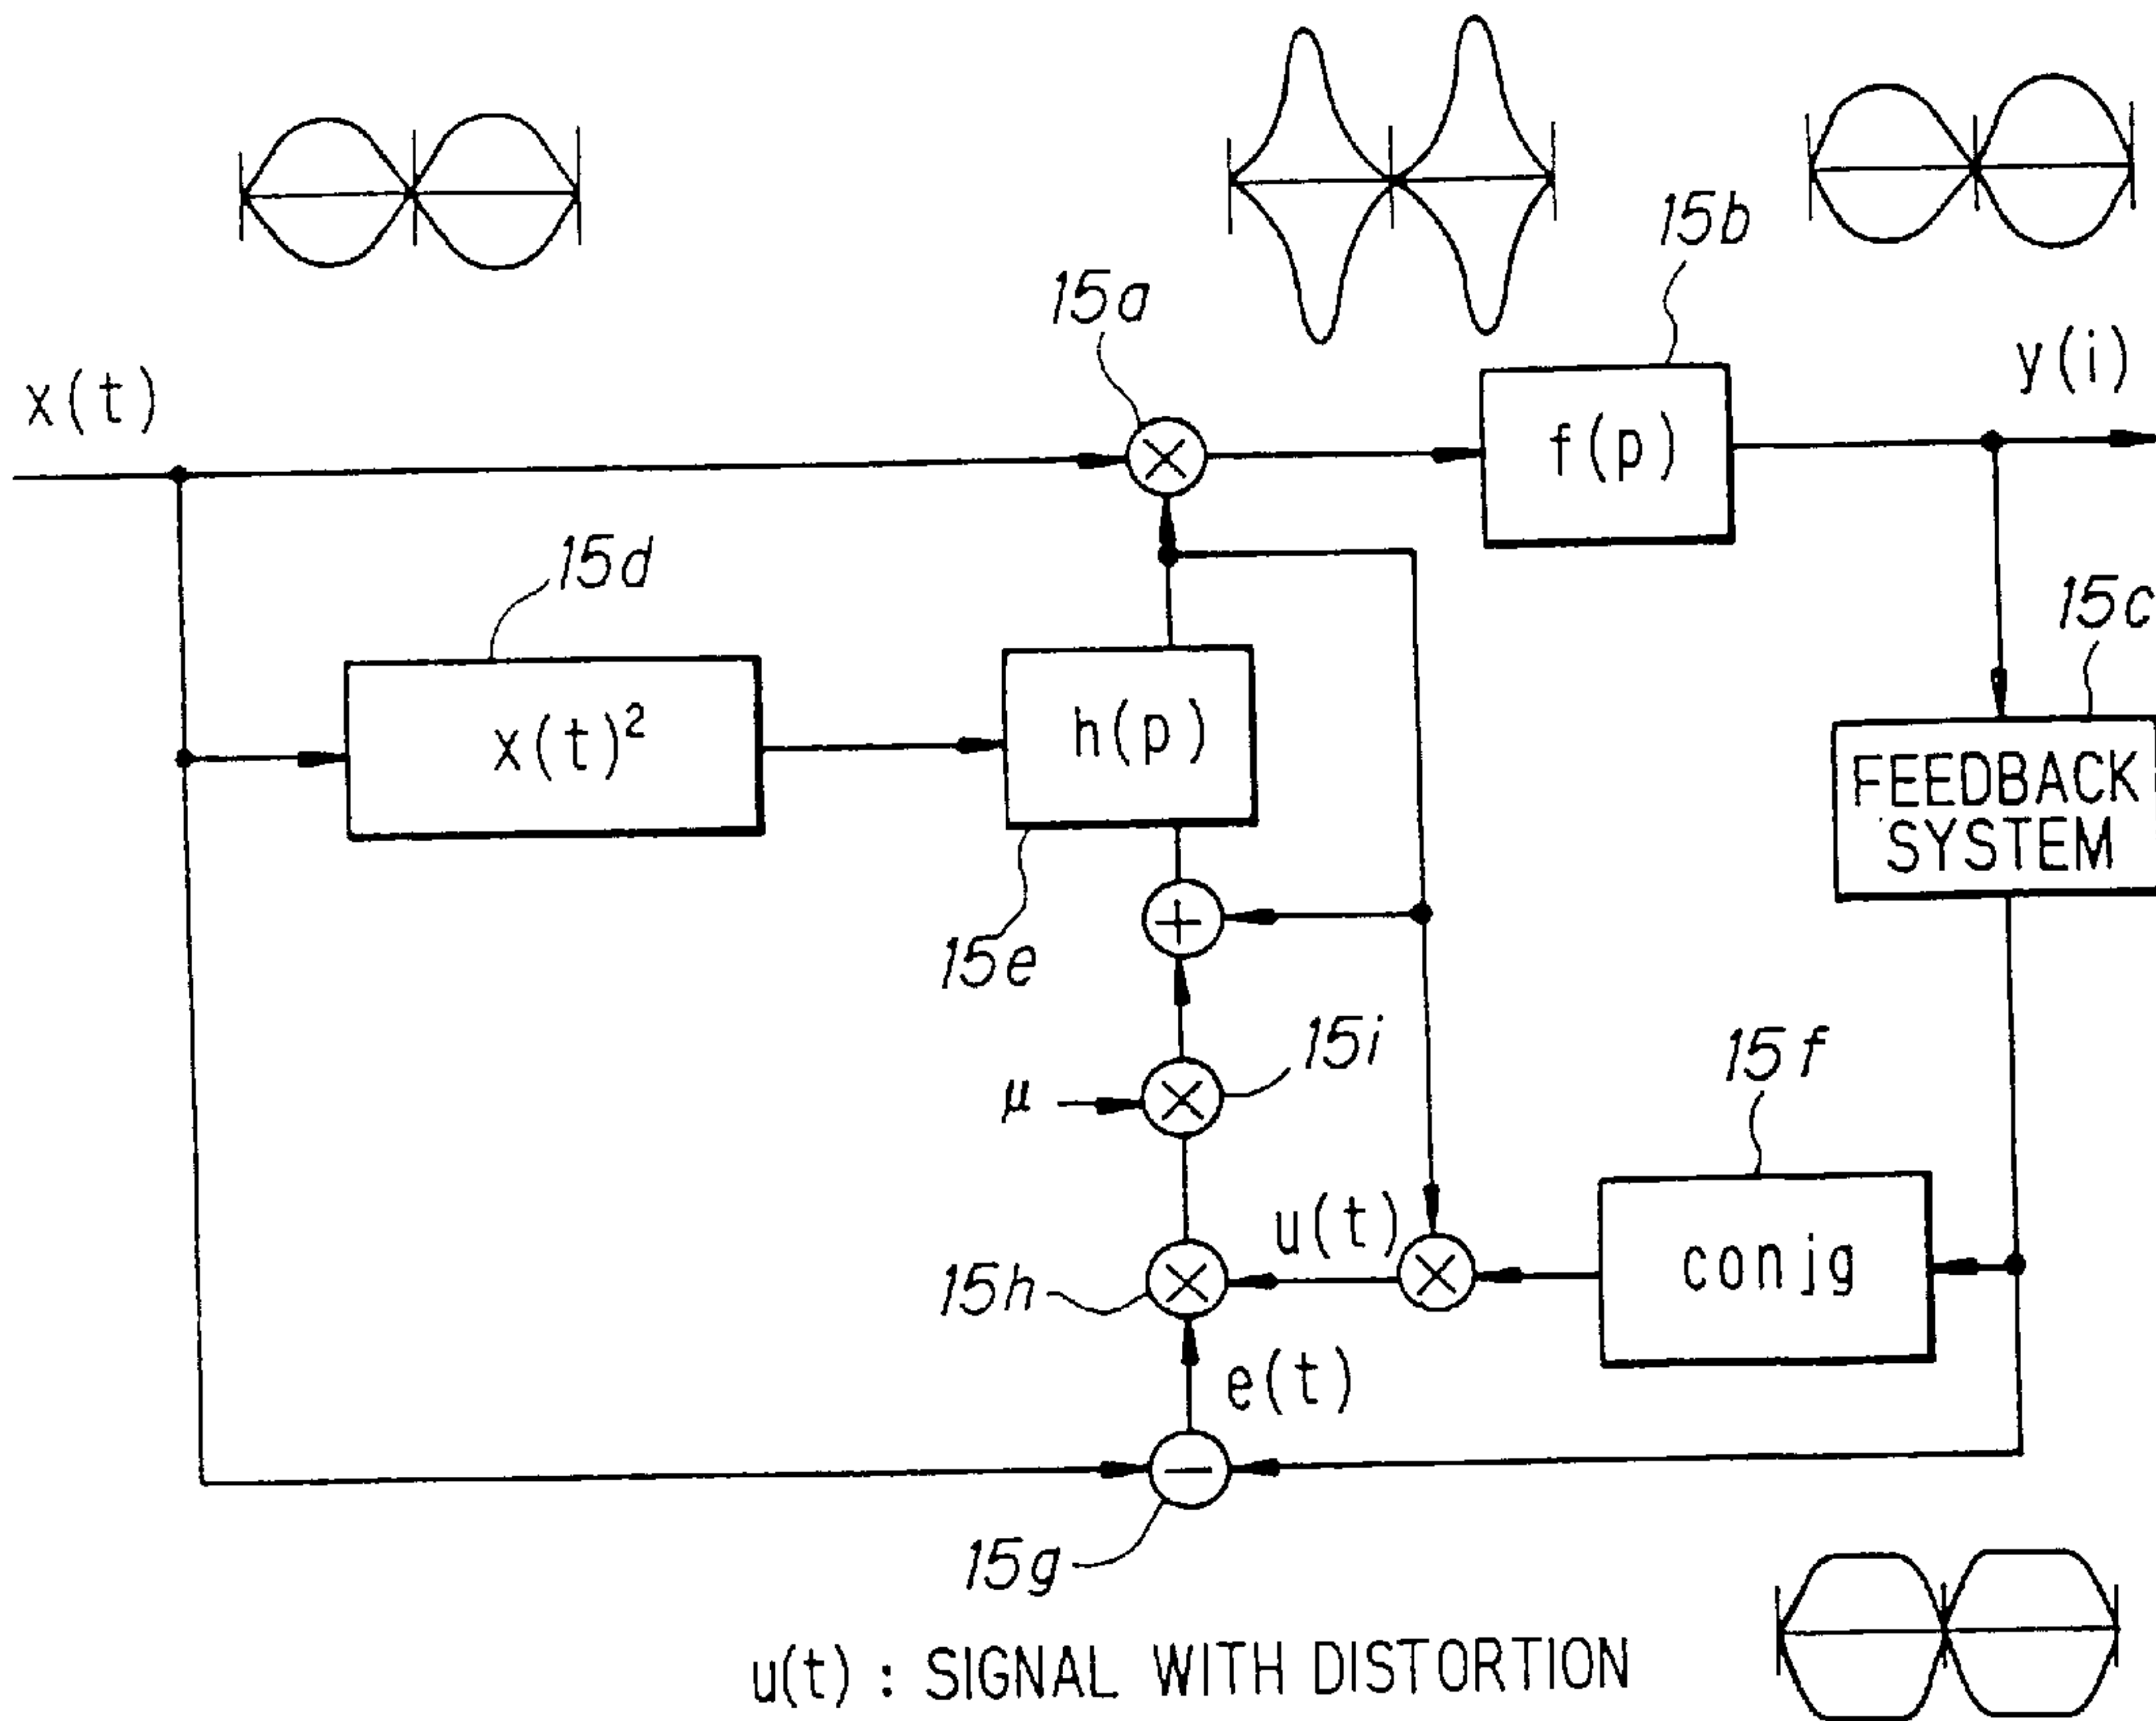 15b
15a
x(t)
y(i)
f(p)
15d
15c
x(t)²
h(p)
FEEDBACK
SYSTEM
15e
15i
15f
μ
u(t)
conjg
15h
e(t)
15g
u(t) : SIGNAL WITH DISTORTION